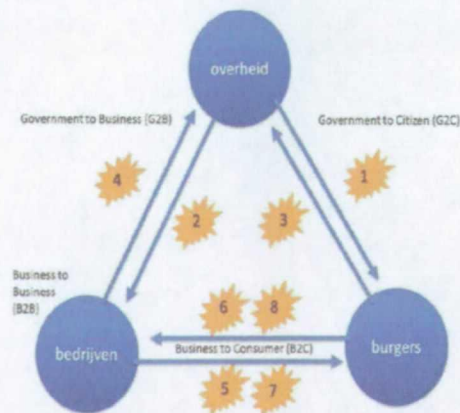 overheid
Government to Business (G2B)
Government to Citizen (G2C)
4
1
2
3
Business to
Business
(B2B)
6
8
bedrijven
Business to Consumer (B2C)
burgers
5
7